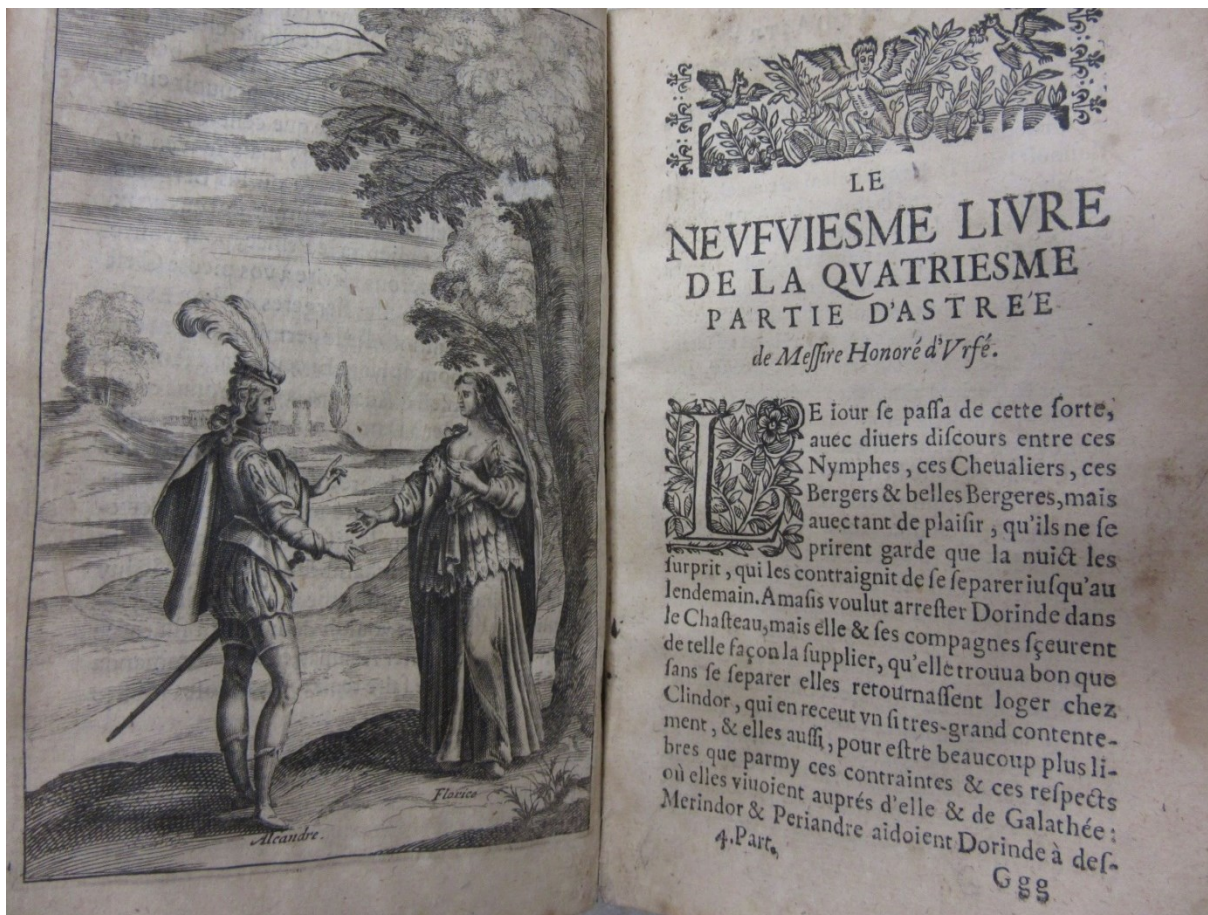 Aleandre.
Florice
LE
NEVFVIESME LIVRE
DE LA QVATRIESME
PARTIE D'ASTRE'E
de Meſſire Honoré d'Vrfé.
LE iour ſe paſſa de cette ſorte,
auec diuers diſcours entre ces
Nymphes, ces Cheualiers, ces
Bergers & belles Bergeres, mais
auec tant de plaiſir, qu'ils ne ſe
prirent garde que la nuict les
ſurprit, qui les contraignit de ſe ſeparer iuſqu'au
lendemain. Amaſis voulut arreſter Dorinde dans
le Chaſteau, mais elle & ſes compagnes ſçeurent
de telle façon la ſupplier, qu'elle trouua bon que
ſans ſe ſeparer elles retournaſſent loger chez
Clindor, qui en receut vn ſi tres-grand contente-
ment, & elles auſſi, pour eſtre beaucoup plus li-
bres que parmy ces contraintes & ces reſpects
où elles viuoient auprés d'elle & de Galathée:
Merindor & Periandre aidoient Dorinde à deſ-
4. Part.
Ggg